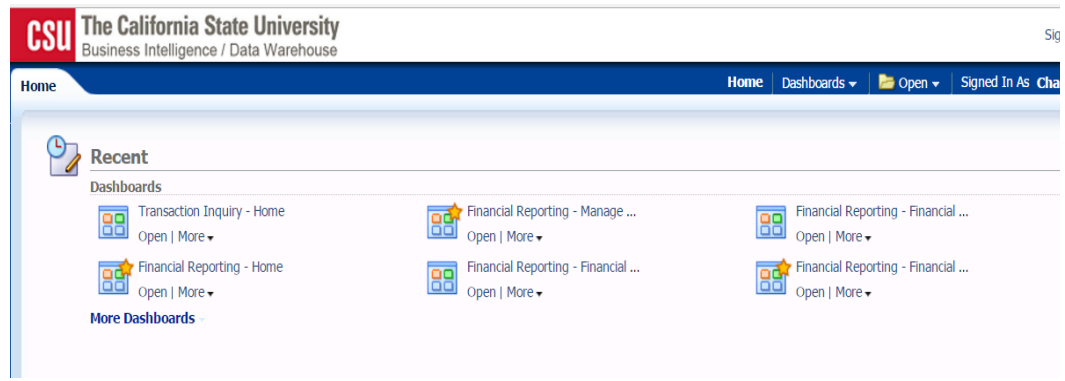 CSU The California State University
Business Intelligence / Data Warehouse
Home Home Dashboards Open Signed In As
Recent
Dashboards
Transaction Inquiry - Home Financial Reporting - Manage ... Financial Reporting - Financial ...
Open | More Open | More Open | More
Financial Reporting - Home Financial Reporting - Financial ... Financial Reporting - Financial ...
Open | More Open | More Open | More
More Dashboards